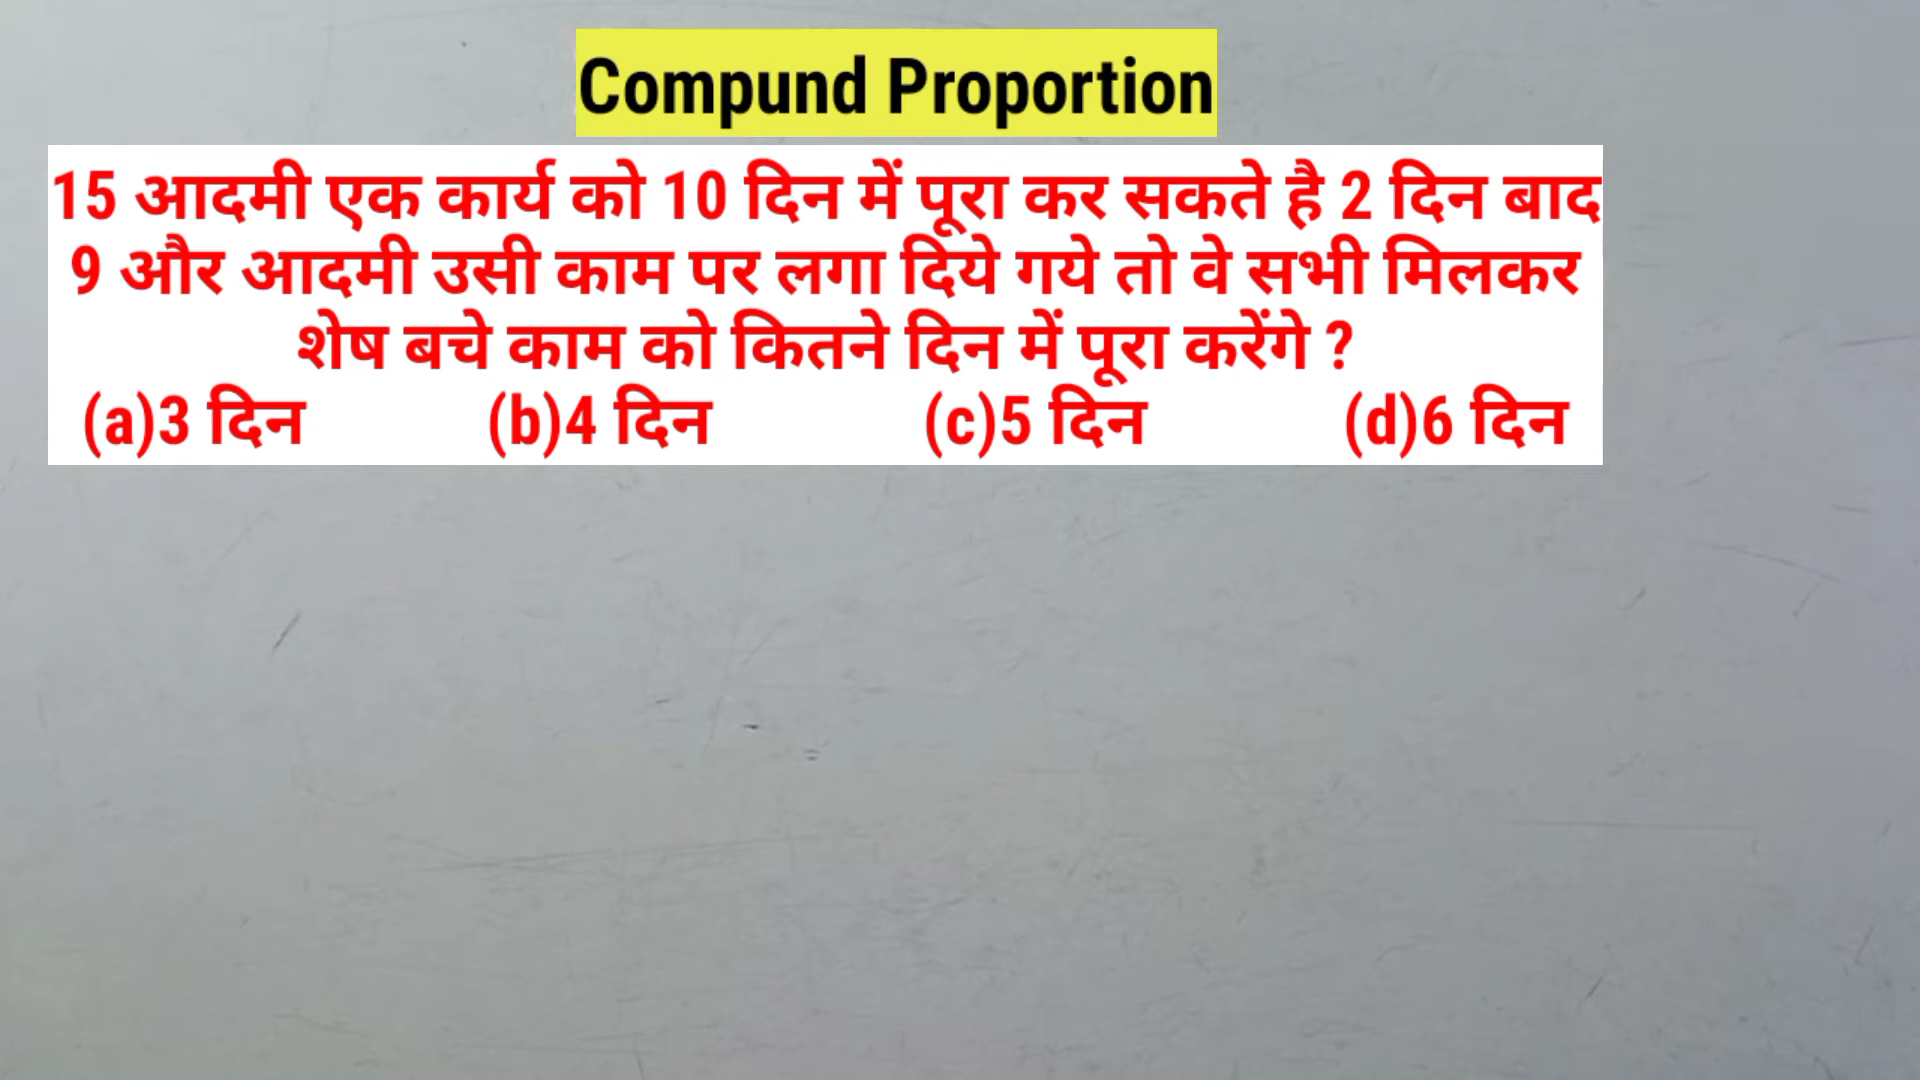 Compund Proportion
15 आदमी एक कार्य को 10 दिन में पूरा कर सकते है 2 दिन बाद
9 और आदमी उसी काम पर लगा दिये गये तो वे सभी मिलकर
शेष बचे काम को कितने दिन में पूरा करेंगे ?
(a)3 दिन (b)4 दिन (c)5 दिन (d)6 दिन